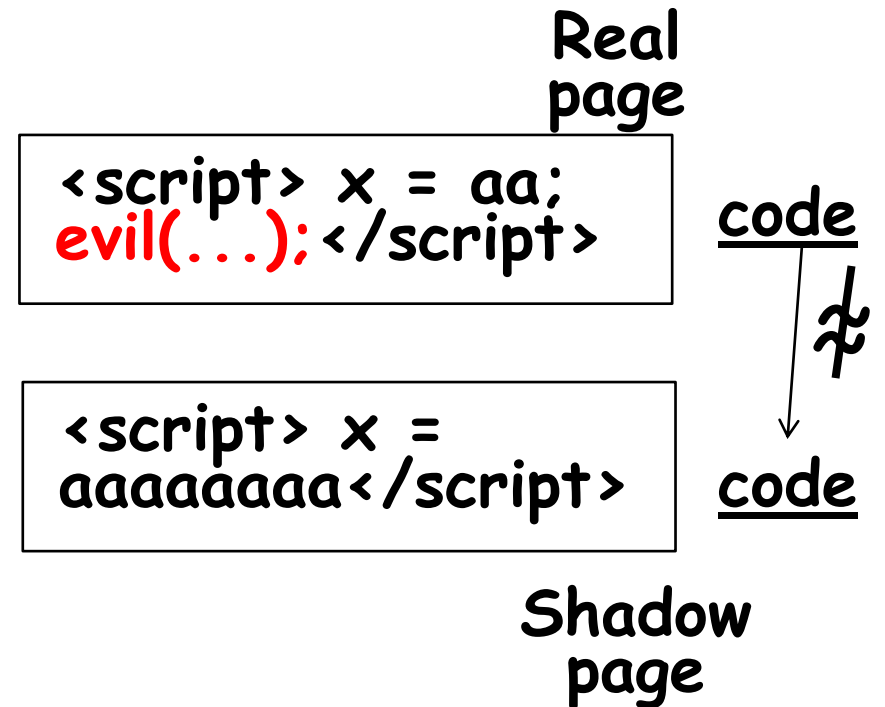 Real
page
<script> x = aa;
evil(...);</script>
code
≉
<script> x =
aaaaaaaa</script>
code
Shadow
page